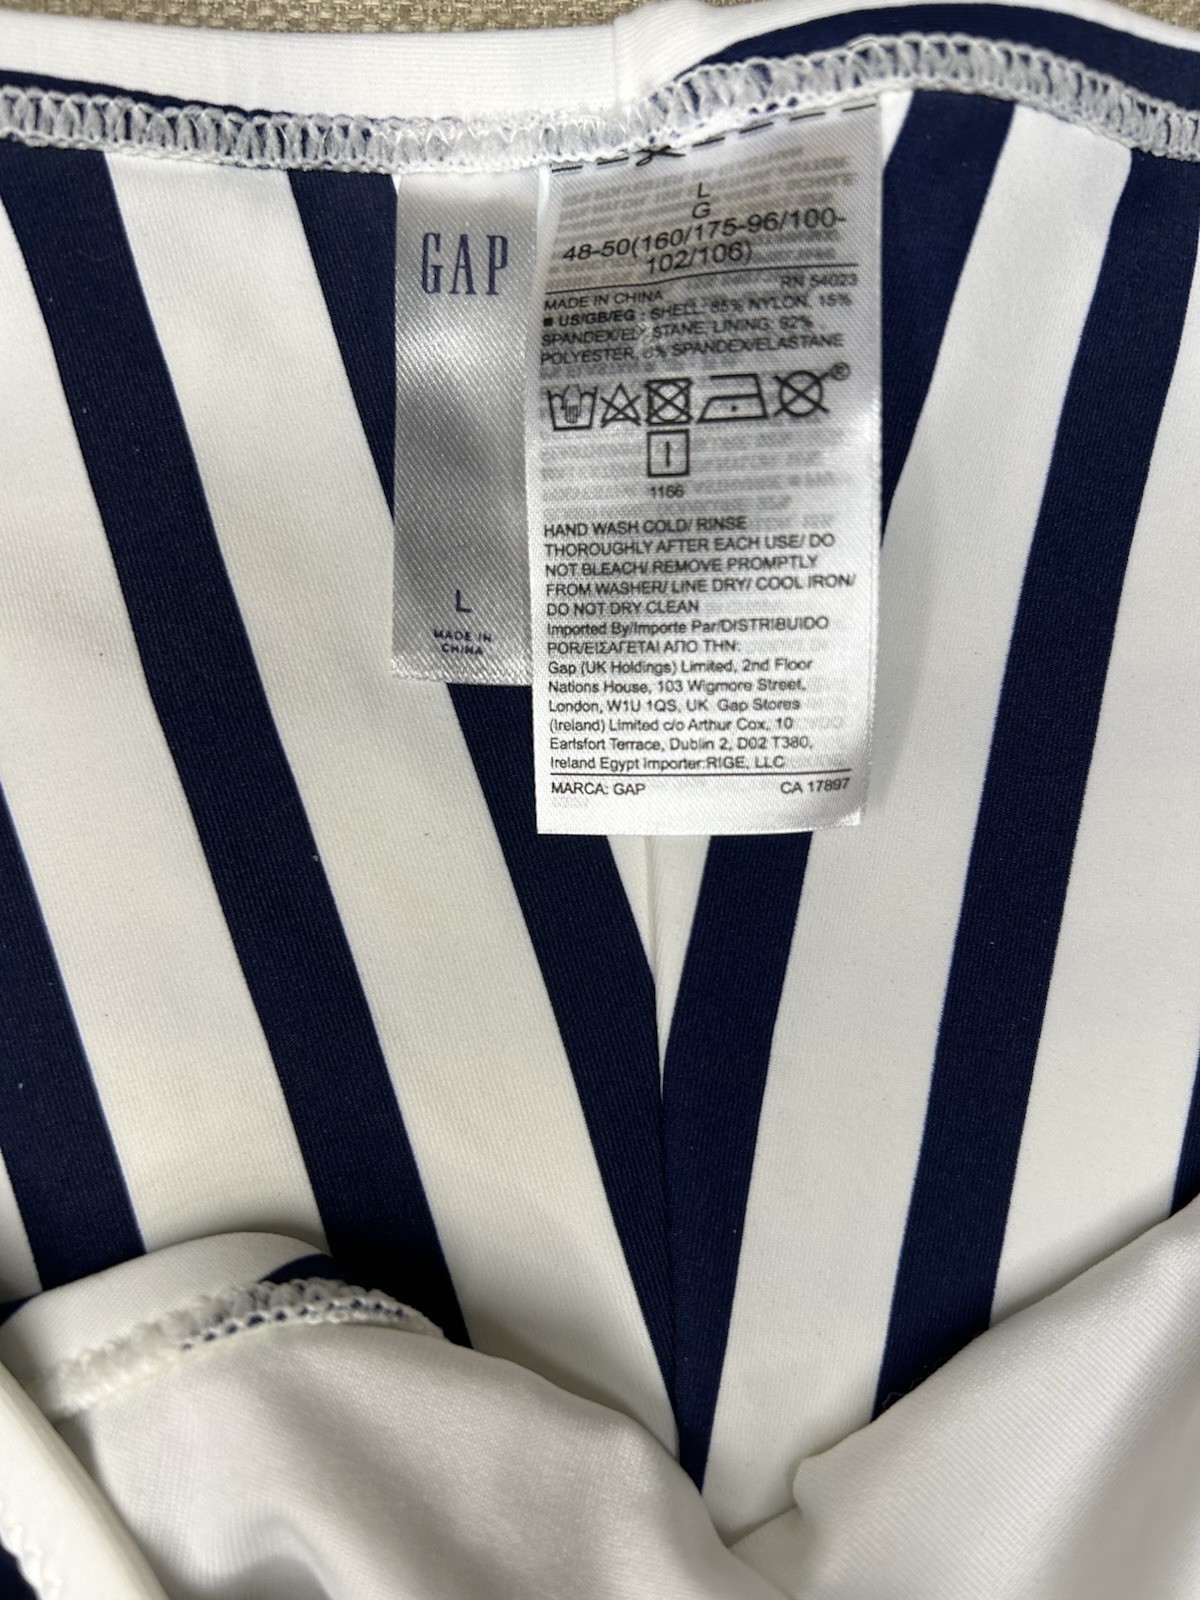 GAP
L
MADE IN
CHINA
L
G
48-50(160/175-96/100-
102/106)
RN 54023
MADE IN CHINA
■ US/GB/EG : SHELL: 85% NYLON, 15%
SPANDEX/ELASTANE, LINING: 92%
POLYESTER, 8% SPANDEX/ELASTANE
1166
HAND WASH COLD/ RINSE
THOROUGHLY AFTER EACH USE/ DO
NOT BLEACH/ REMOVE PROMPTLY
FROM WASHER/ LINE DRY/ COOL IRON/
DO NOT DRY CLEAN
Imported By/Importe Par/DISTRIBUIDO
POR/ΕΙΣΑΓΕΤΑΙ ΑΠΟ ΤΗΝ:
Gap (UK Holdings) Limited, 2nd Floor
Nations House, 103 Wigmore Street,
London, W1U 1QS, UK Gap Stores
(Ireland) Limited c/o Arthur Cox, 10
Earlsfort Terrace, Dublin 2, D02 T380,
Ireland Egypt Importer:RIGE, LLC
MARCA: GAP CA 17897